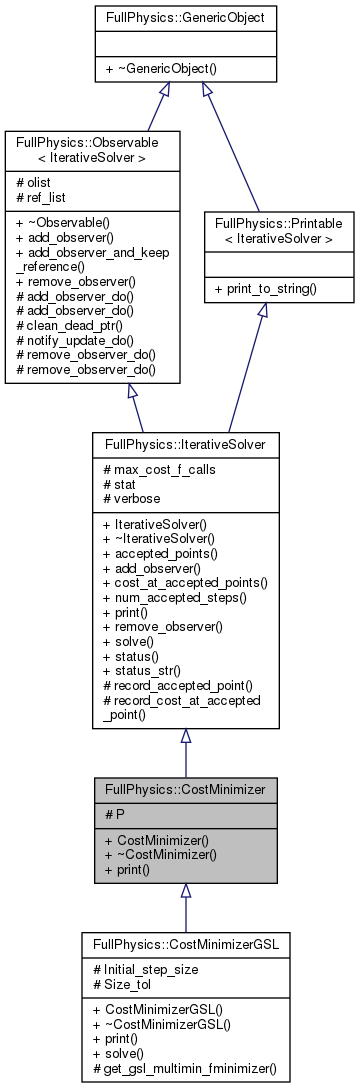 FullPhysics::GenericObject
+ ~GenericObject()
FullPhysics::Observable
< IterativeSolver >
# olist
# ref_list
+ ~Observable()
+ add_observer()
+ add_observer_and_keep
_reference()
+ remove_observer()
# add_observer_do()
# add_observer_do()
# clean_dead_ptr()
# notify_update_do()
# remove_observer_do()
# remove_observer_do()
FullPhysics::Printable
< IterativeSolver >
+ print_to_string()
FullPhysics::IterativeSolver
# max_cost_f_calls
# stat
# verbose
+ IterativeSolver()
+ ~IterativeSolver()
+ accepted_points()
+ add_observer()
+ cost_at_accepted_points()
+ num_accepted_steps()
+ print()
+ remove_observer()
+ solve()
+ status()
+ status_str()
# record_accepted_point()
# record_cost_at_accepted
_point()
FullPhysics::CostMinimizer
# P
+ CostMinimizer()
+ ~CostMinimizer()
+ print()
FullPhysics::CostMinimizerGSL
# Initial_step_size
# Size_tol
+ CostMinimizerGSL()
+ ~CostMinimizerGSL()
+ print()
+ solve()
# get_gsl_multimin_fminimizer()